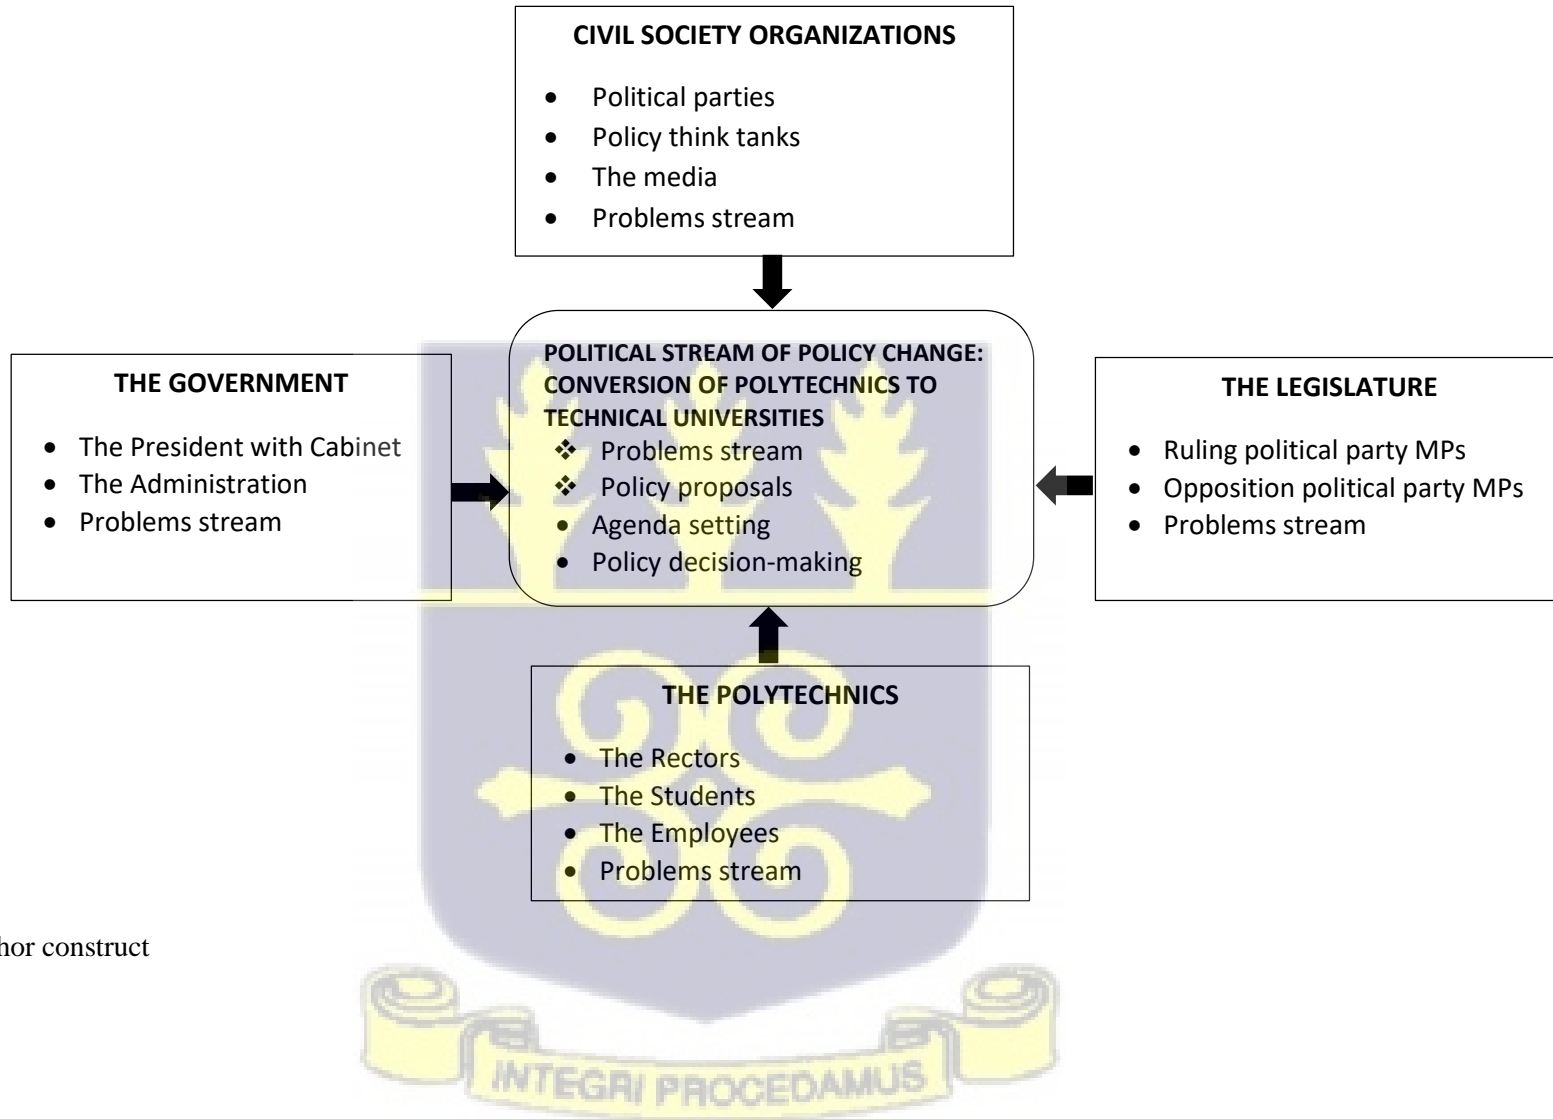 CIVIL SOCIETY ORGANIZATIONS
• Political parties
• Policy think tanks
• The media
• Problems stream
THE GOVERNMENT
• The President with Cabinet
• The Administration
• Problems stream
POLITICAL STREAM OF POLICY CHANGE:
CONVERSION OF POLYTECHNICS TO
TECHNICAL UNIVERSITIES
❖ Problems stream
❖ Policy proposals
• Agenda setting
• Policy decision-making
THE LEGISLATURE
• Ruling political party MPs
• Opposition political party MPs
• Problems stream
THE POLYTECHNICS
• The Rectors
• The Students
• The Employees
• Problems stream
hor construct
INTEGRI PROCEDAMUS